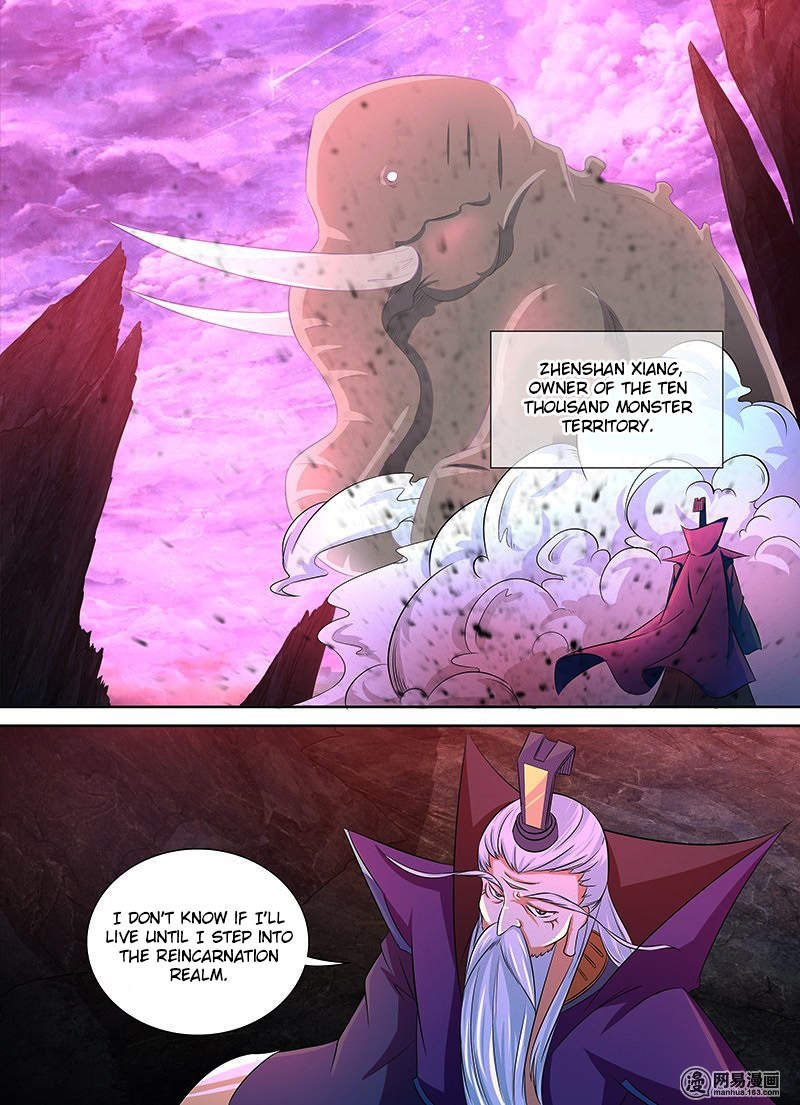 ZHENSHAN XIANG,
OWNER OF THE TEN
THOUSAND MONSTER
TERRITORY.
I DON'T KNOW IF I'LL
LIVE UNTIL I STEP INTO
THE REINCARNATION
REALM.
漫 网易漫画
manhua.163.com